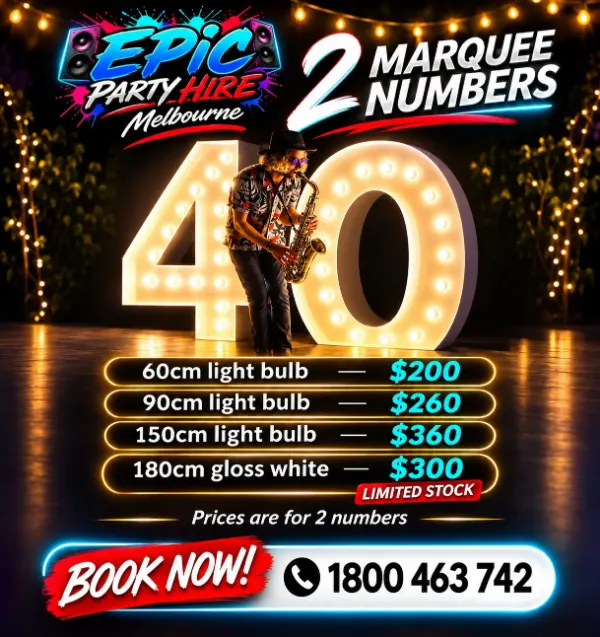 EPIC
PARTY HIRE
Melbourne
2 MARQUEE
NUMBERS
40
60cm light bulb — $200
90cm light bulb — $260
150cm light bulb — $360
180cm gloss white — $300
LIMITED STOCK
Prices are for 2 numbers
BOOK NOW! 1800 463 742